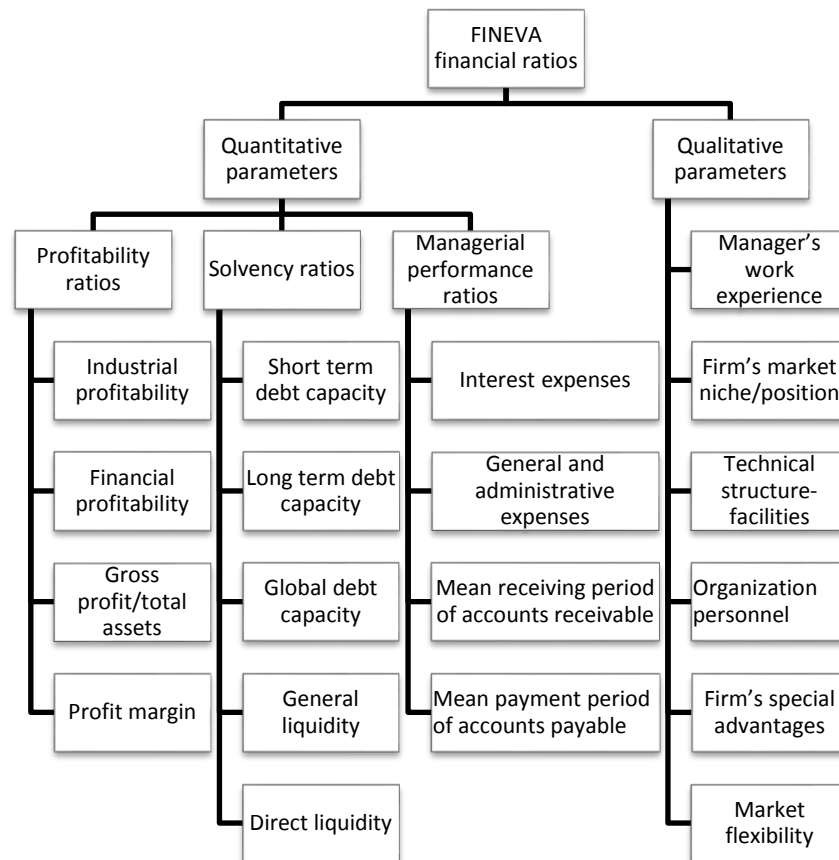 FINEVA
financial ratios
Quantitative
parameters
Qualitative
parameters
Profitability
ratios
Solvency ratios
Managerial
performance
ratios
Manager’s
work
experience
Industrial
profitability
Short term
debt capacity
Interest expenses
Firm’s market
niche/position
Financial
profitability
Long term debt
capacity
General and
administrative
expenses
Technical
structure-
facilities
Gross
profit/total
assets
Global debt
capacity
Mean receiving period
of accounts receivable
Organization
personnel
Profit margin
General
liquidity
Mean payment period
of accounts payable
Firm’s special
advantages
Direct liquidity
Market
flexibility